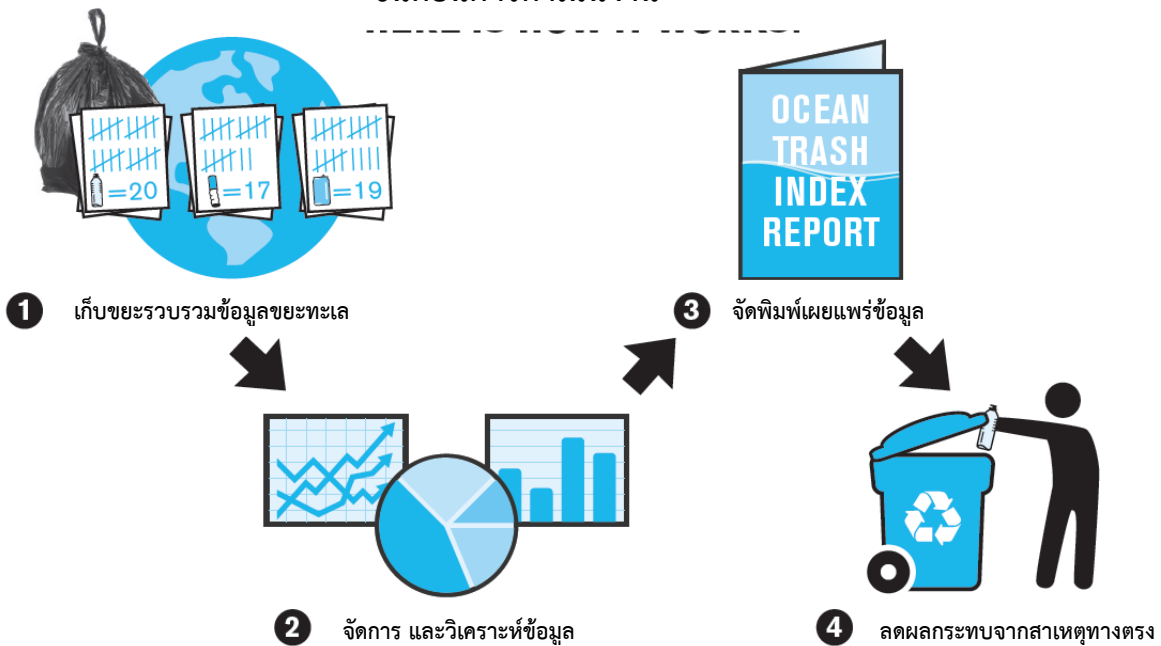 =20
=17
=19
1 เก็บขยะรวบรวมข้อมูลขยะทะเล
2 จัดการ และวิเคราะห์ข้อมูล
OCEAN
TRASH
INDEX
REPORT
3 จัดพิมพ์เผยแพร่ข้อมูล
4 ลดผลกระทบจากสาเหตุทางตรง